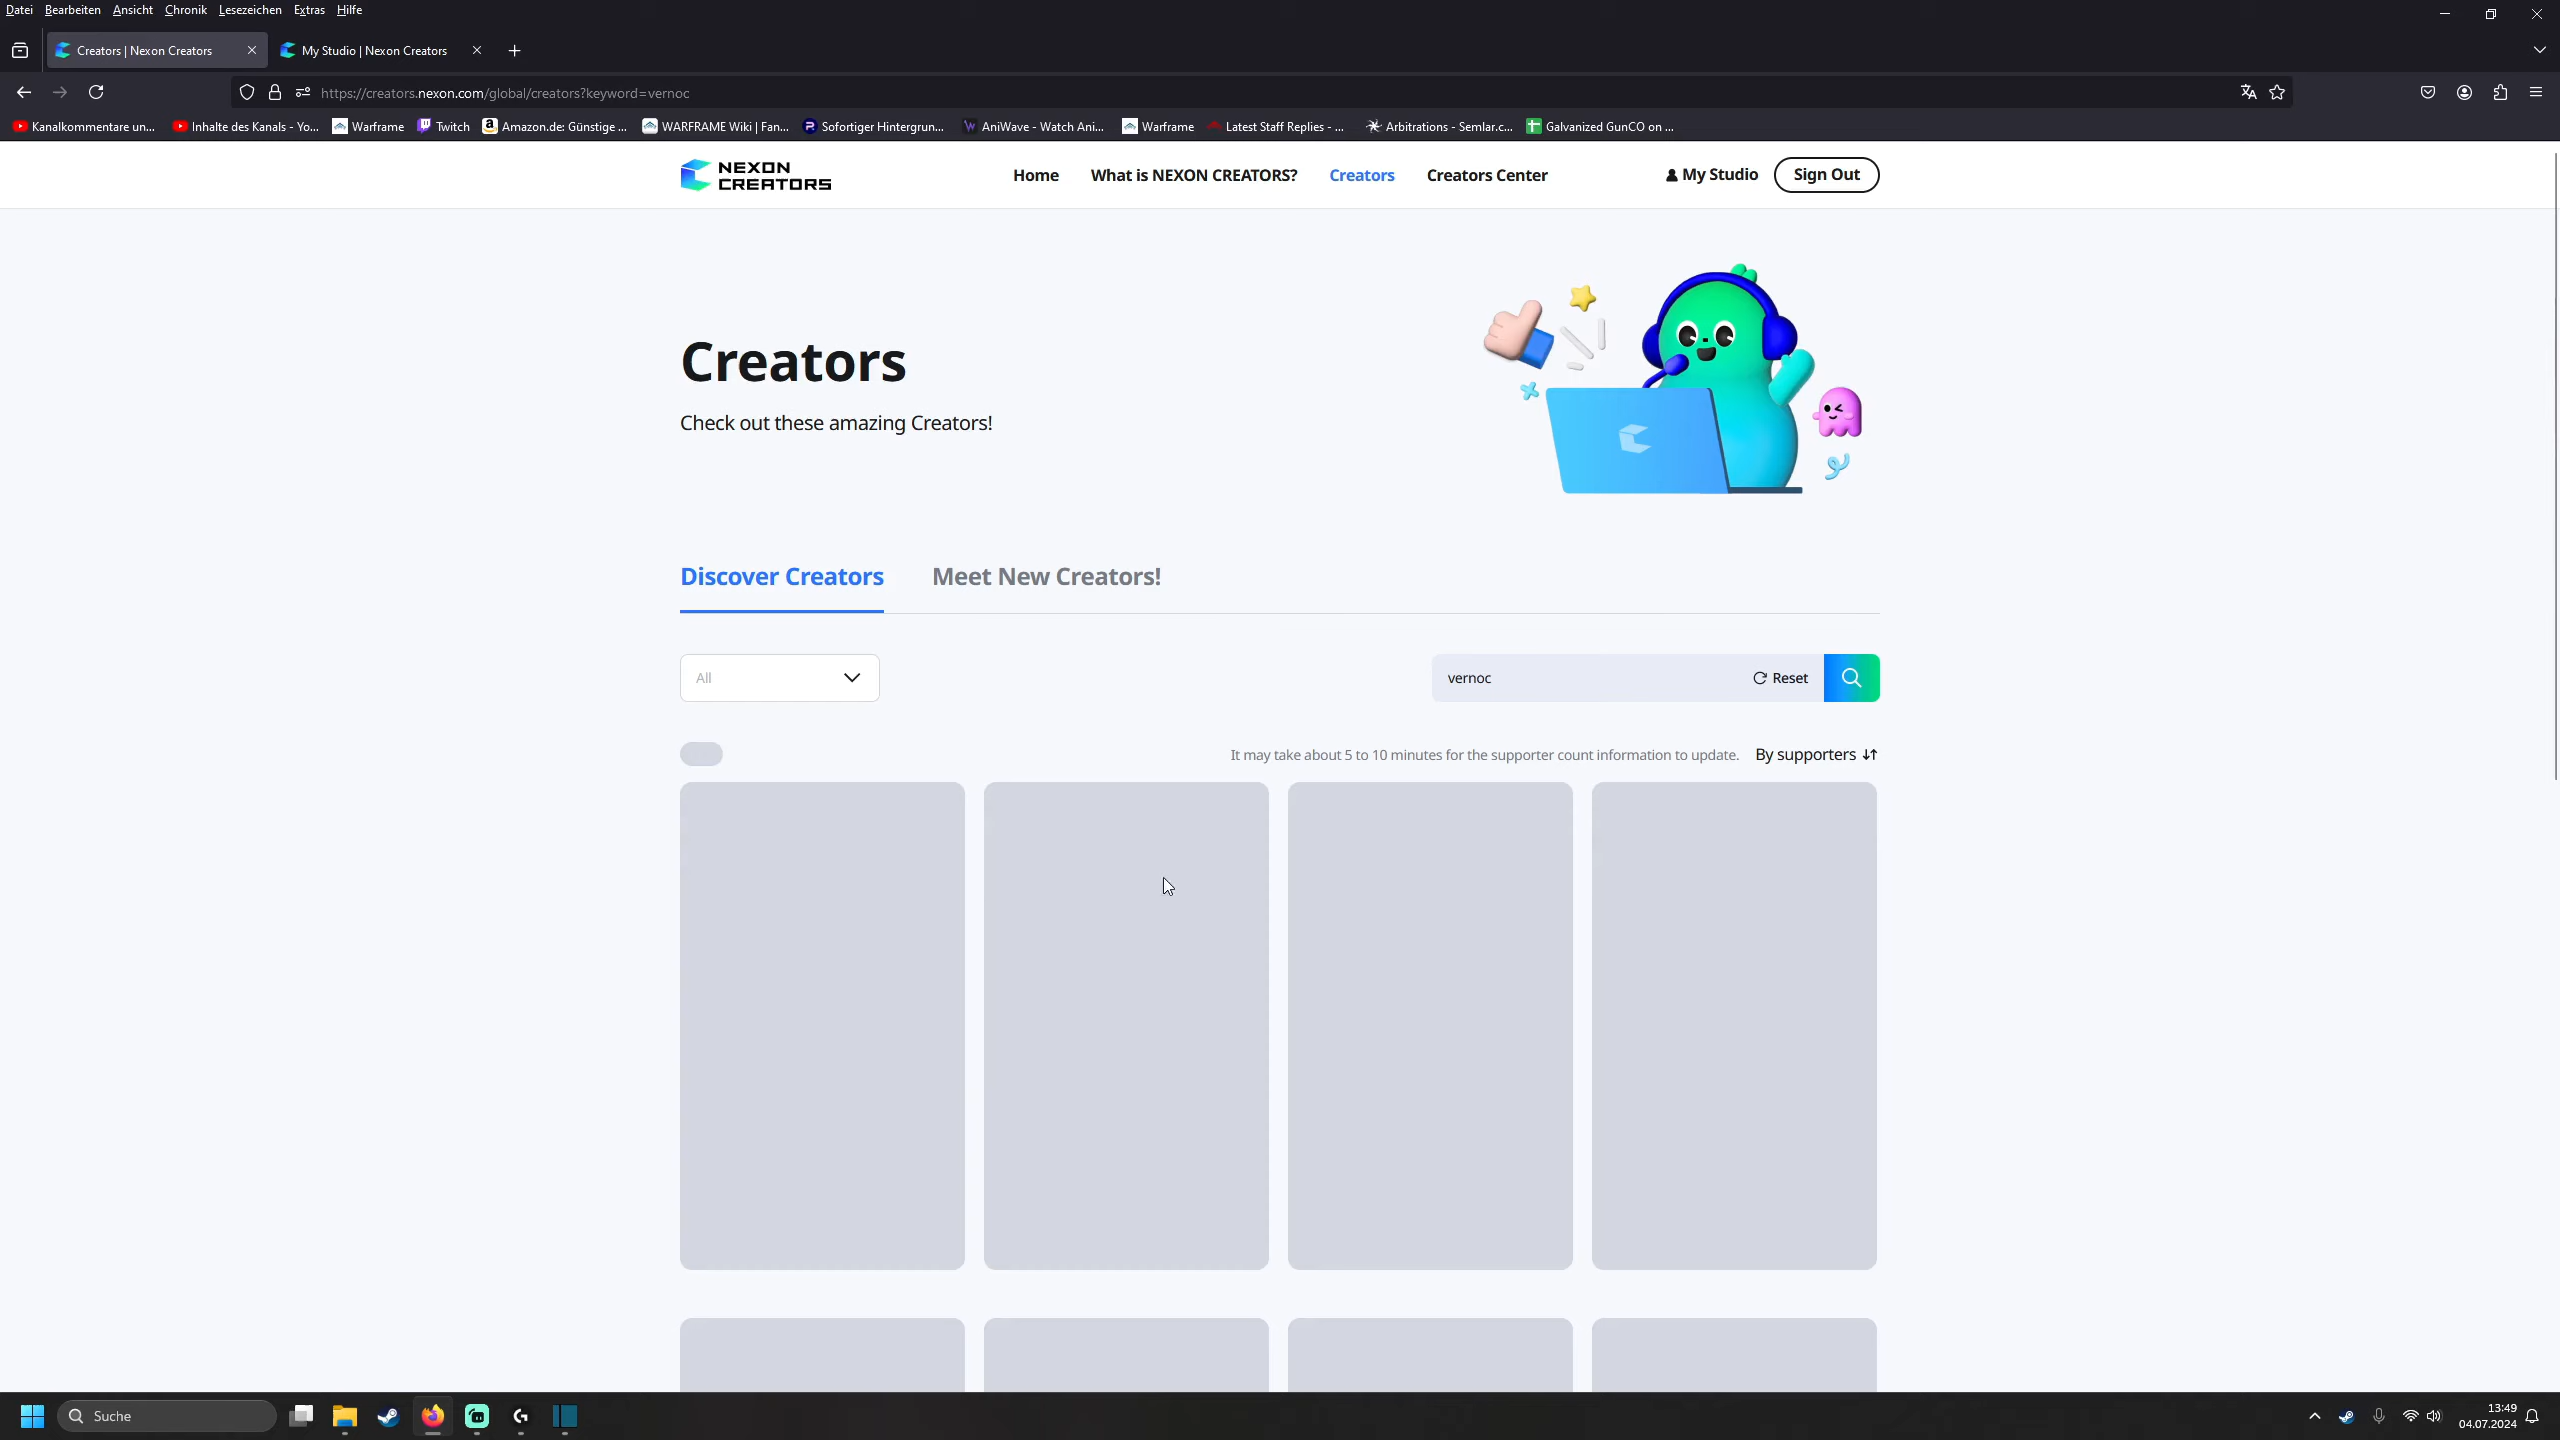 Datei Bearbeiten Ansicht Chronik Lesezeichen Extras Hilfe
Creators | Nexon Creators
My Studio | Nexon Creators
https://creators.nexon.com/global/creators?keyword=vernoc
Kanalkommentare un...
Inhalte des Kanals - Yo...
Warframe
Twitch
Amazon.de: Günstige ...
WARFRAME Wiki | Fan...
Sofortiger Hintergrun...
AniWave - Watch Ani...
Warframe
Latest Staff Replies - ...
Arbitrations - Semlar.c...
Galvanized GunCO on ...
NEXON
CREATORS
Home
What is NEXON CREATORS?
Creators
Creators Center
My Studio
Sign Out
Creators
Check out these amazing Creators!
Discover Creators
Meet New Creators!
All
vernoc
Reset
It may take about 5 to 10 minutes for the supporter count information to update.
By supporters
Suche
13:49
04.07.2024